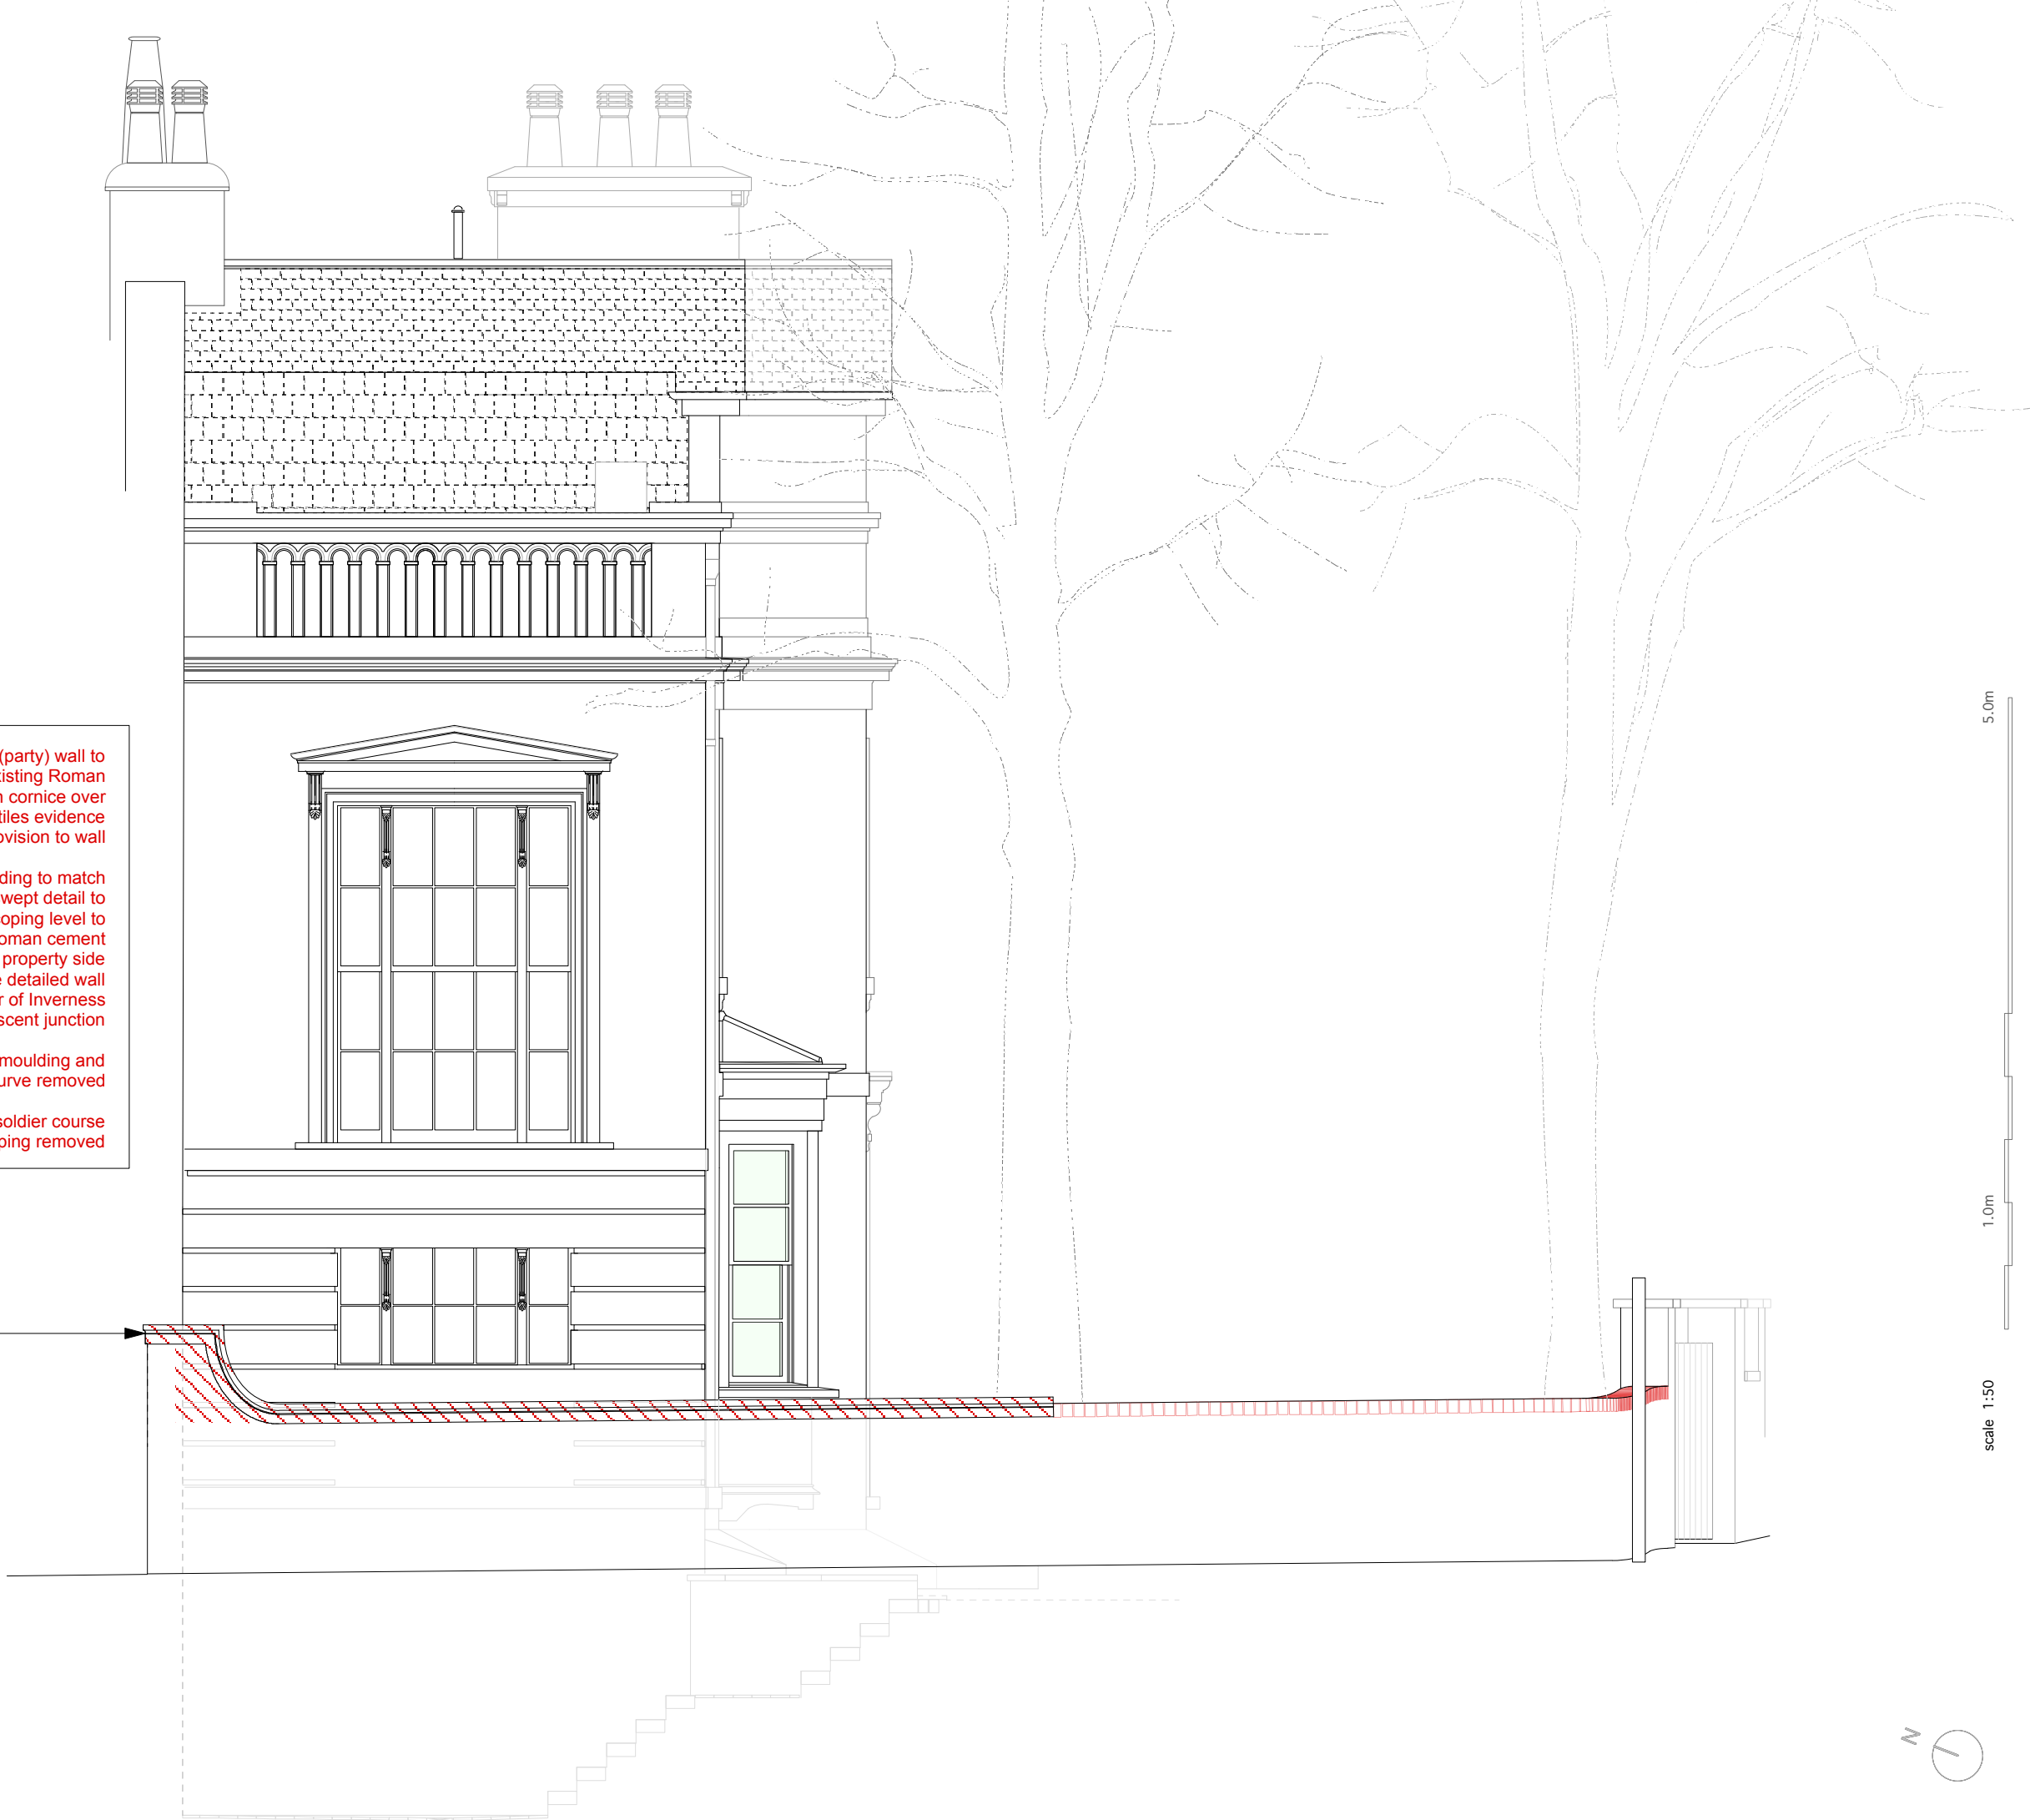 (party) wall to
isting Roman
cornice over
tiles evidence
ovision to wall
ding to match
wept detail to
oping level to
oman cement
property side
detailed wall
r of Inverness
scent junction
moulding and
urve removed
soldier course
ping removed
5.0m
1.0m
scale 1:50
N